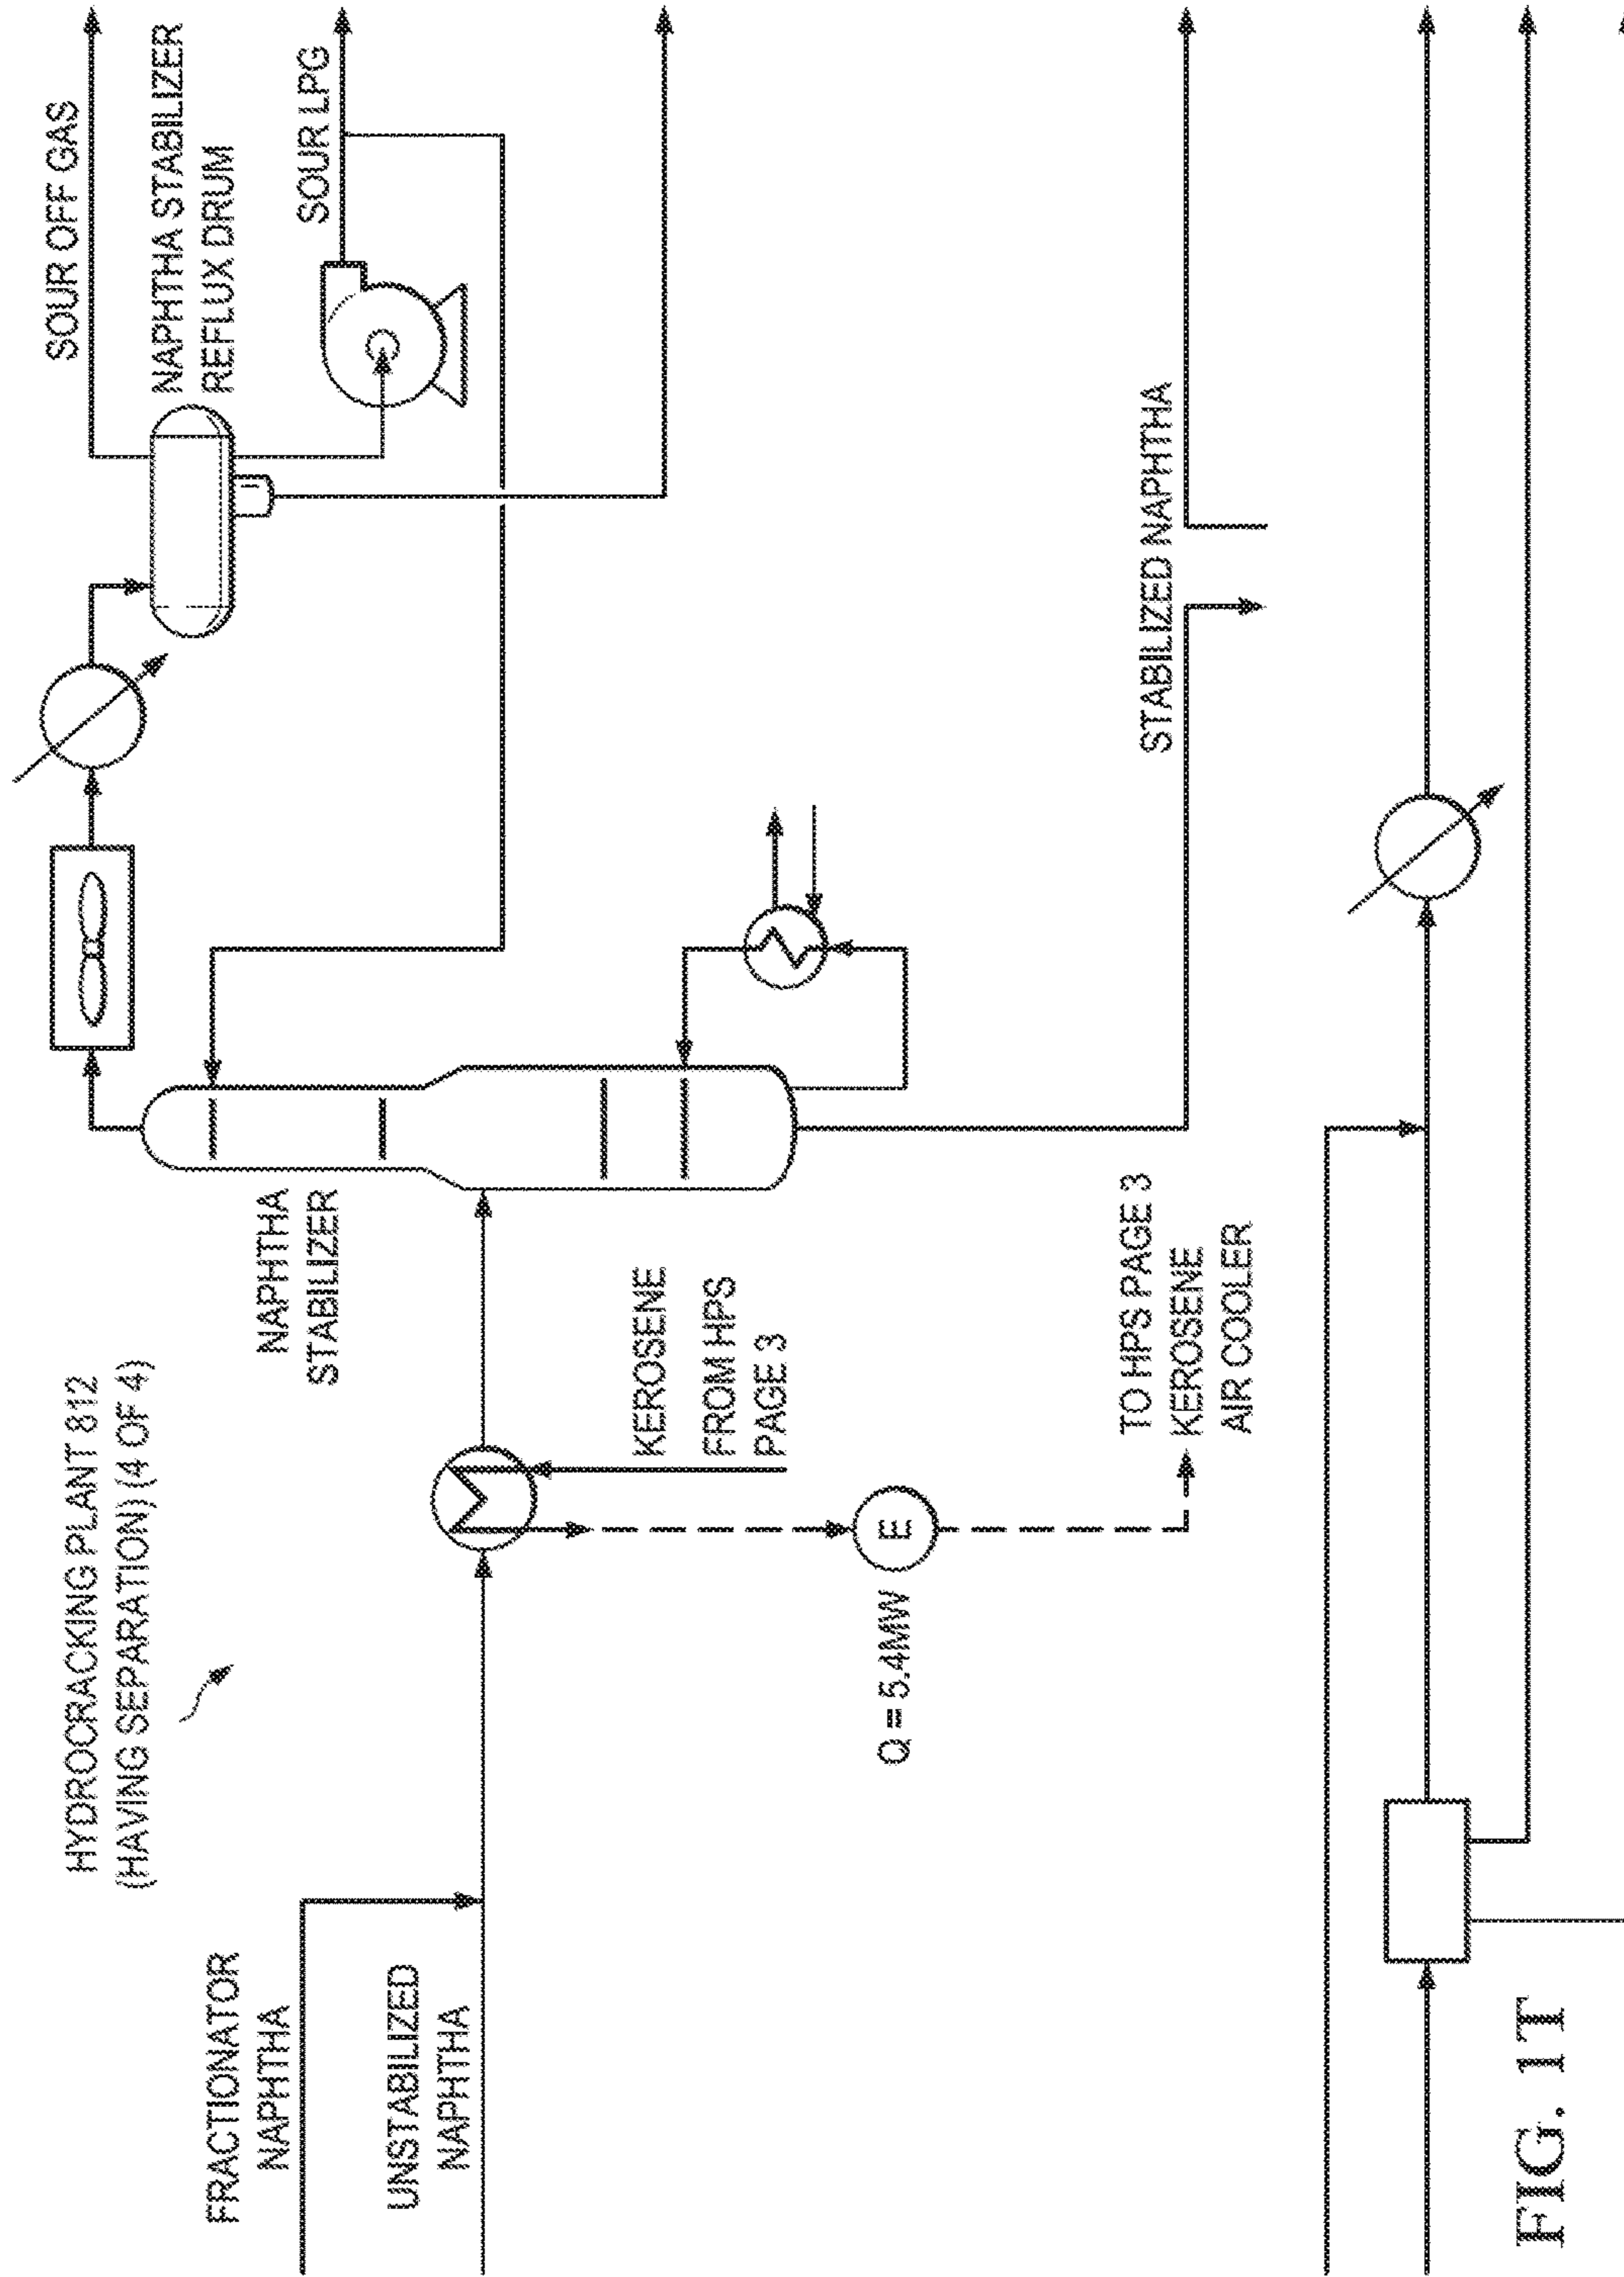 HYDROCRACKING PLANT 812
(HAVING SEPARATION) (4 OF 4)
FRACTIONATOR
NAPHTHA
UNSTABILIZED
NAPHTHA
NAPHTHA
STABILIZER
SOUR OFF GAS
NAPHTHA STABILIZER
REFLUX DRUM
SOUR LPG
KEROSENE
FROM HPS
PAGE 3
Q = 5.4MW
E
TO HPS PAGE 3
KEROSENE
AIR COOLER
STABILIZED NAPHTHA
FIG. 1T